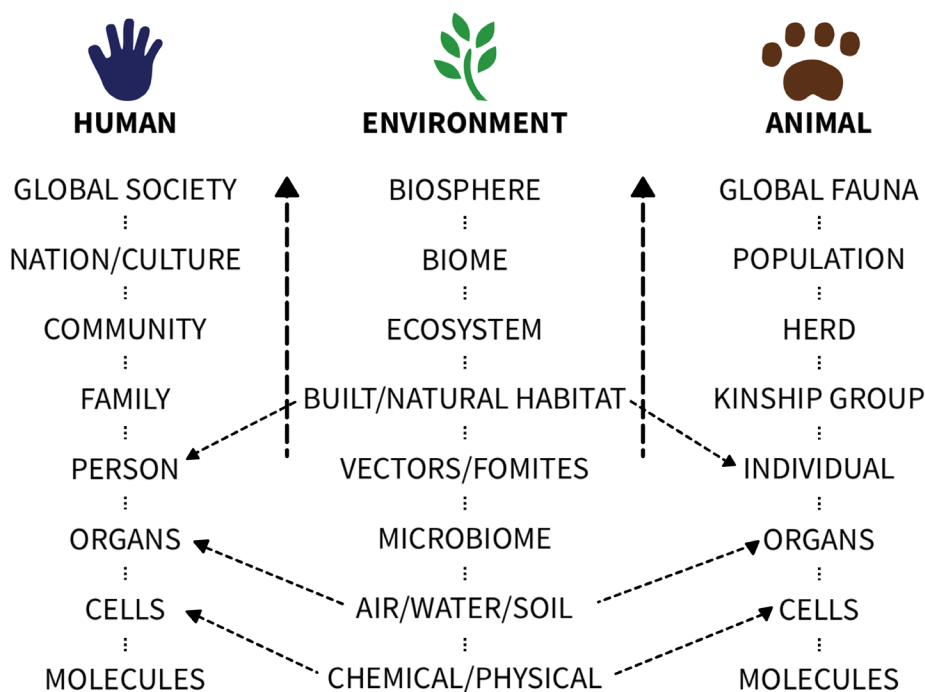 HUMAN ENVIRONMENT ANIMAL
GLOBAL SOCIETY BIOSPHERE GLOBAL FAUNA
NATION/CULTURE BIOME POPULATION
COMMUNITY ECOSYSTEM HERD
FAMILY BUILT/NATURAL HABITAT KINSHIP GROUP
PERSON VECTORS/FOMITES INDIVIDUAL
ORGANS MICROBIOME ORGANS
CELLS AIR/WATER/SOIL CELLS
MOLECULES CHEMICAL/PHYSICAL MOLECULES